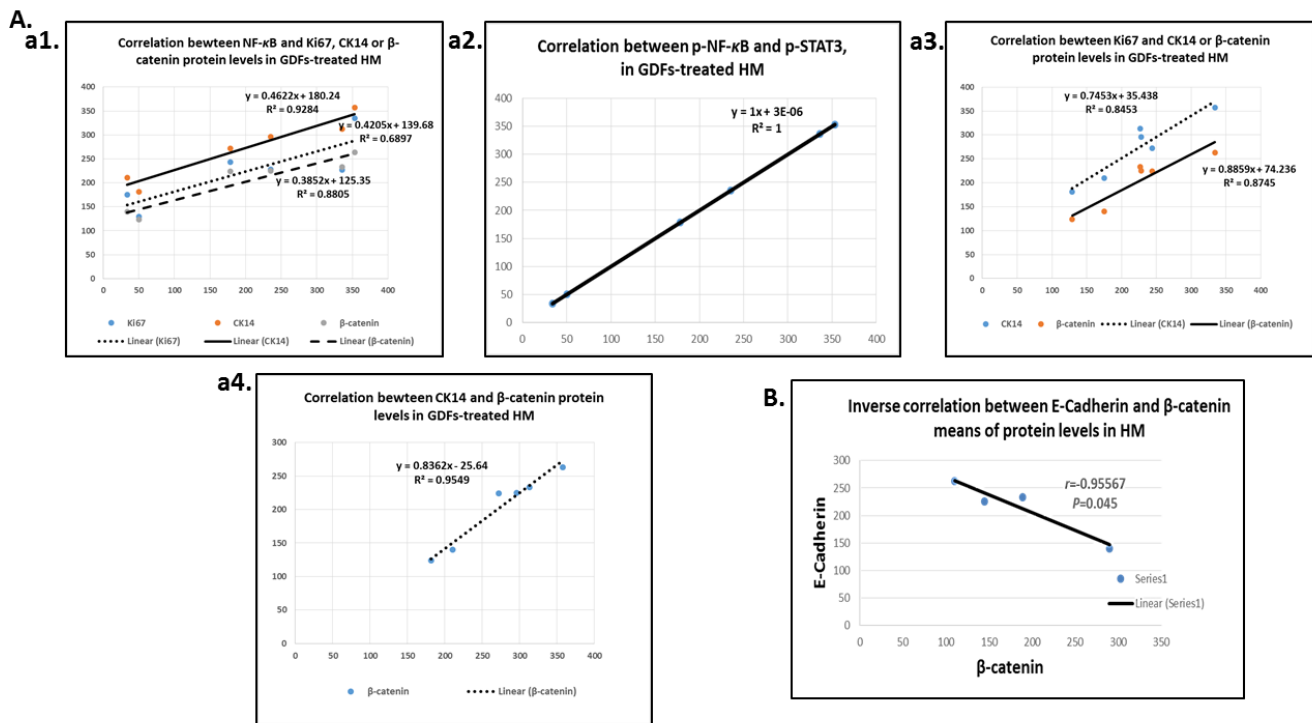 A.
a1.
Correlation bewteen NF-κB and Ki67, CK14 or β-
catenin protein levels in GDFs-treated HM
y = 0.4622x + 180.24
R² = 0.9284
y = 0.4205x + 139.68
R² = 0.6897
y = 0.3852x + 125.35
R² = 0.8805
400
350
300
250
200
150
100
50
0
0 50 100 150 200 250 300 350 400
Ki67 CK14 β-catenin
Linear (Ki67) Linear (CK14) Linear (β-catenin)
a2.
Correlation between p-NF-κB and p-STAT3,
in GDFs-treated HM
y = 1x + 3E-06
R² = 1
400
350
300
250
200
150
100
50
0
0 50 100 150 200 250 300 350 400
a3.
Correlation between Ki67 and CK14 or β-catenin
protein levels in GDFs-treated HM
y = 0.7453x + 35.438
R² = 0.8453
y = 0.8859x + 74.236
R² = 0.8745
400
350
300
250
200
150
100
50
0
0 50 100 150 200 250 300 350 400
CK14 β-catenin Linear (CK14) Linear (β-catenin)
a4.
Correlation bewteen CK14 and β-catenin protein
levels in GDFs-treated HM
y = 0.8362x - 25.64
R² = 0.9549
300
250
200
150
100
50
0
0 50 100 150 200 250 300 350 400
β-catenin Linear (β-catenin)
B.
Inverse correlation between E-Cadherin and β-catenin
means of protein levels in HM
r=-0.95567
P=0.045
E-Cadherin
300
250
200
150
100
50
0
Series1
Linear (Series1)
0 50 100 150 200 250 300 350
β-catenin